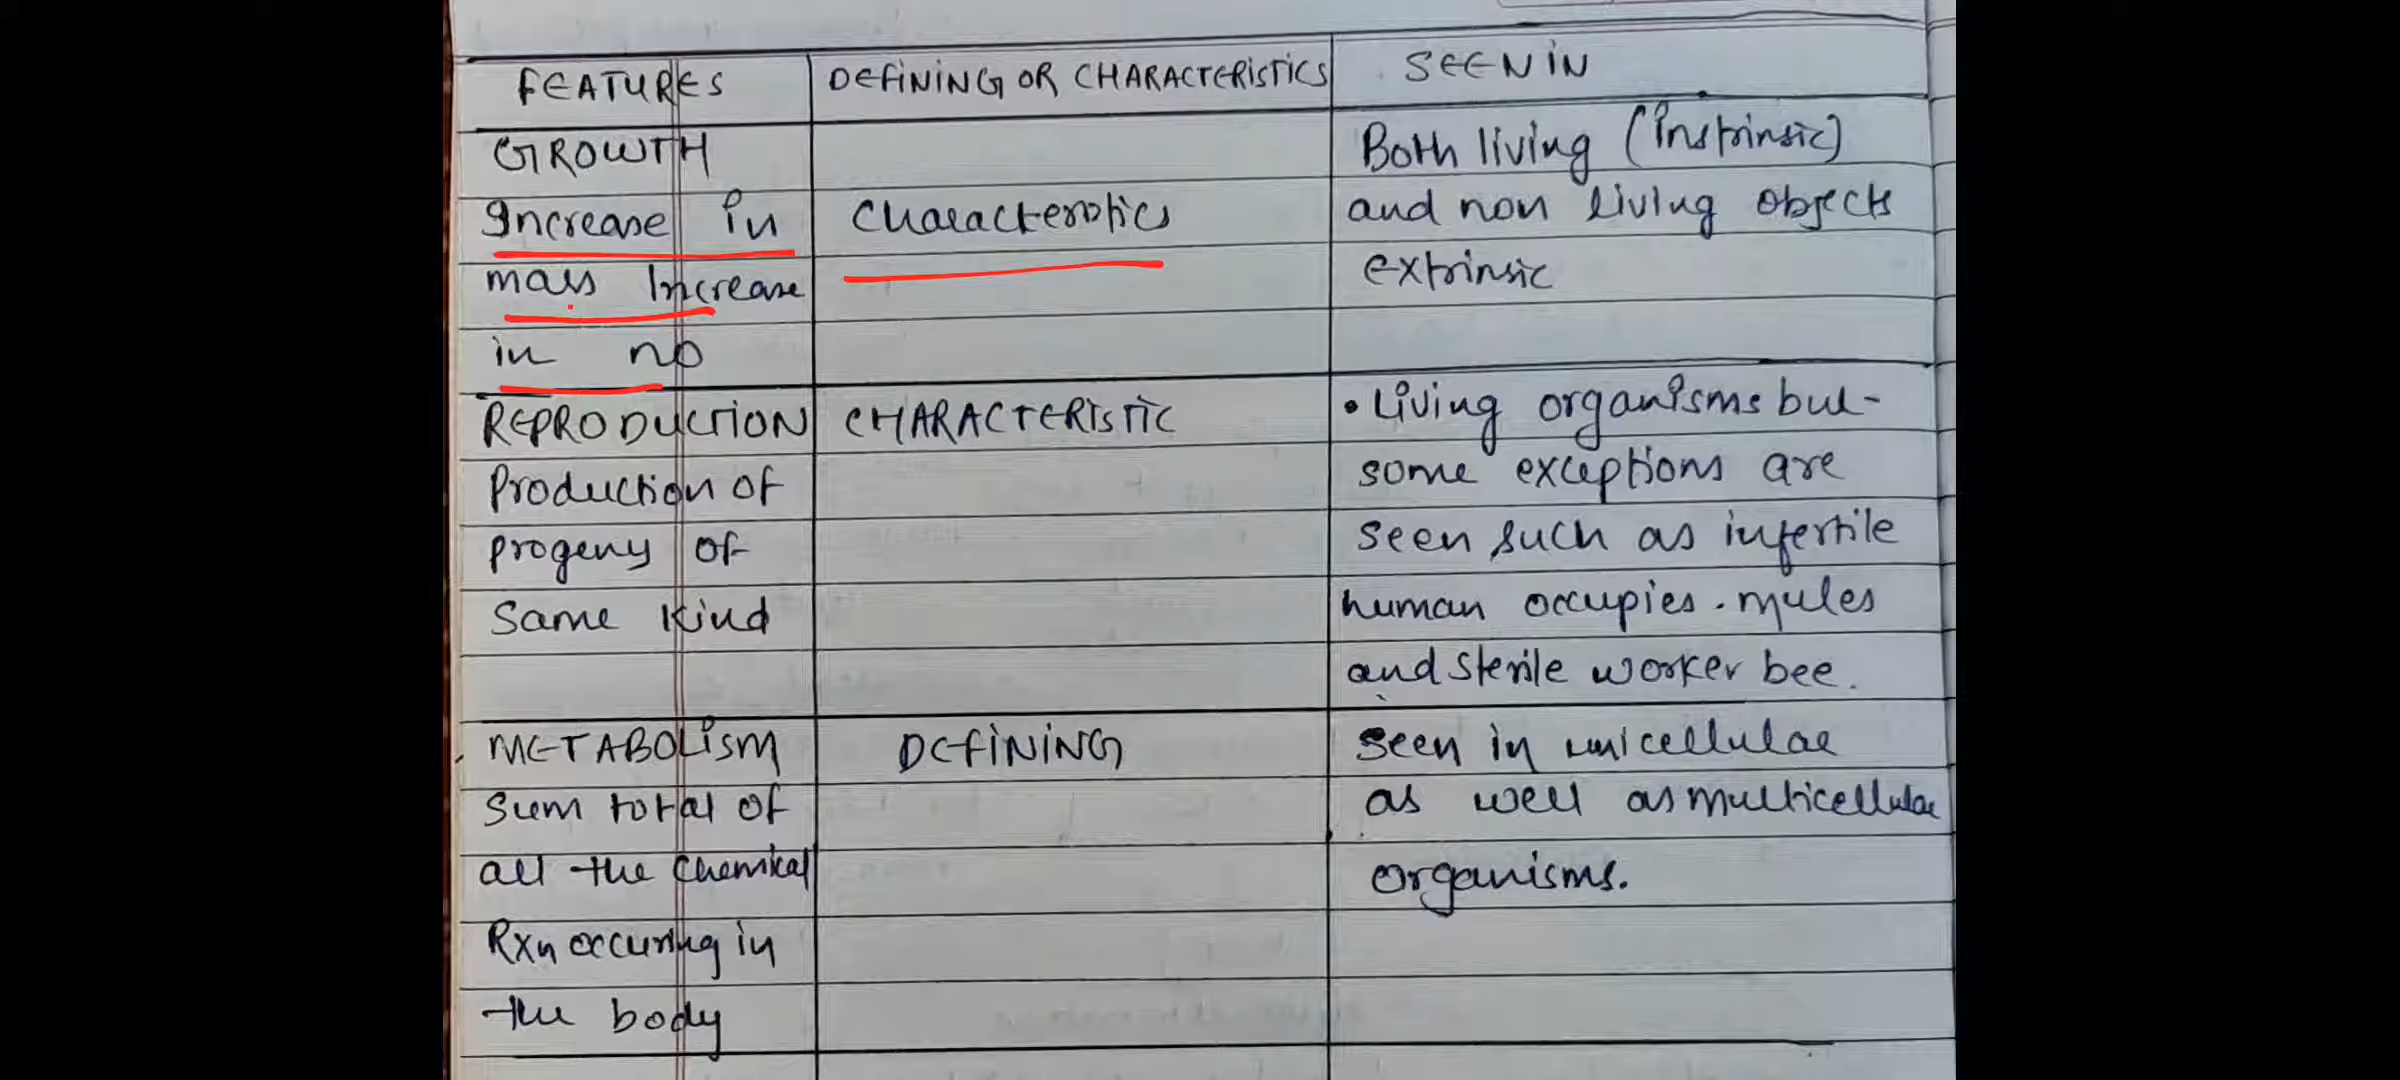 FEATURES
DEFINING OR CHARACTERISTICS
SEEN IN
GROWTH
Increase in
mass Increase
in no
Characteristics
Both living (Instrinsic)
and non living objects
extrinsic
REPRODUCTION
Production of
progeny of
Same Kind
CHARACTERISTIC
• Living organisms but
some exceptions are
seen such as infertile
human occupies. mules
and sterile worker bee.
METABOLISM
Sum total of
all the Chemical
Rxn occuring in
the body
DEFINING
Seen in unicellular
as well as multicellular
organisms.